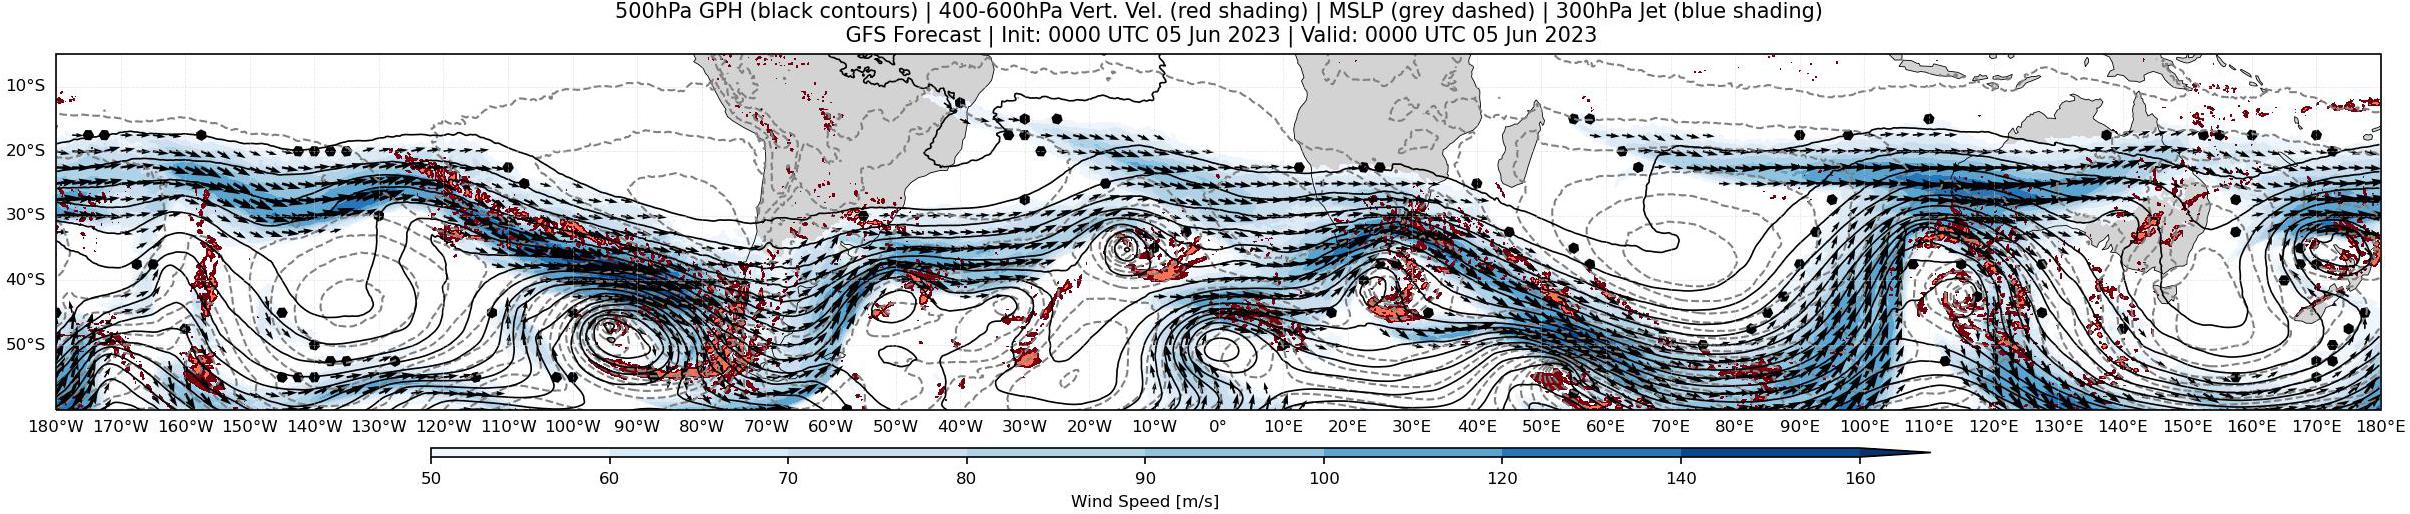 500hPa GPH (black contours) | 400-600hPa Vert. Vel. (red shading) | MSLP (grey dashed) | 300hPa Jet (blue shading)
GFS Forecast | Init: 0000 UTC 05 Jun 2023 | Valid: 0000 UTC 05 Jun 2023
10°S
20°S
30°S
40°S
50°S
180°W 170°W 160°W 150°W 140°W 130°W 120°W 110°W 100°W 90°W 80°W 70°W 60°W 50°W 40°W 30°W 20°W 10°W 0° 10°E 20°E 30°E 40°E 50°E 60°E 70°E 80°E 90°E 100°E 110°E 120°E 130°E 140°E 150°E 160°E 170°E 180°E
50 60 70 80 90 100 120 140 160
Wind Speed [m/s]